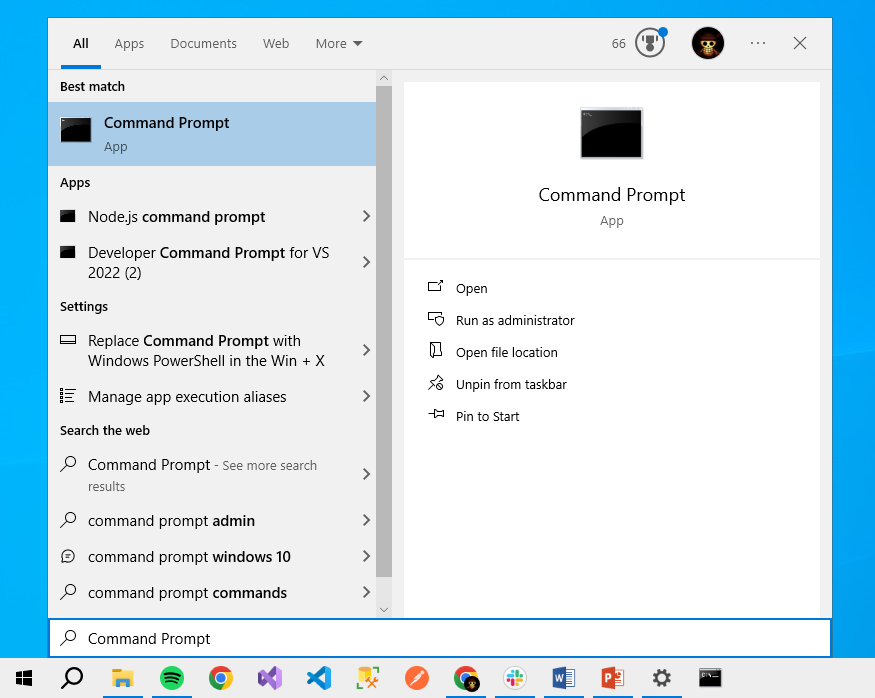 All Apps Documents Web More 66 ...
Best match
Command Prompt
App
Apps
Node.js command prompt
Developer Command Prompt for VS
2022 (2)
Settings
Replace Command Prompt with
Windows PowerShell in the Win + X
Manage app execution aliases
Search the web
Command Prompt - See more search
results
command prompt admin
command prompt windows 10
command prompt commands
Command Prompt
App
Open
Run as administrator
Open file location
Unpin from taskbar
Pin to Start
Command Prompt